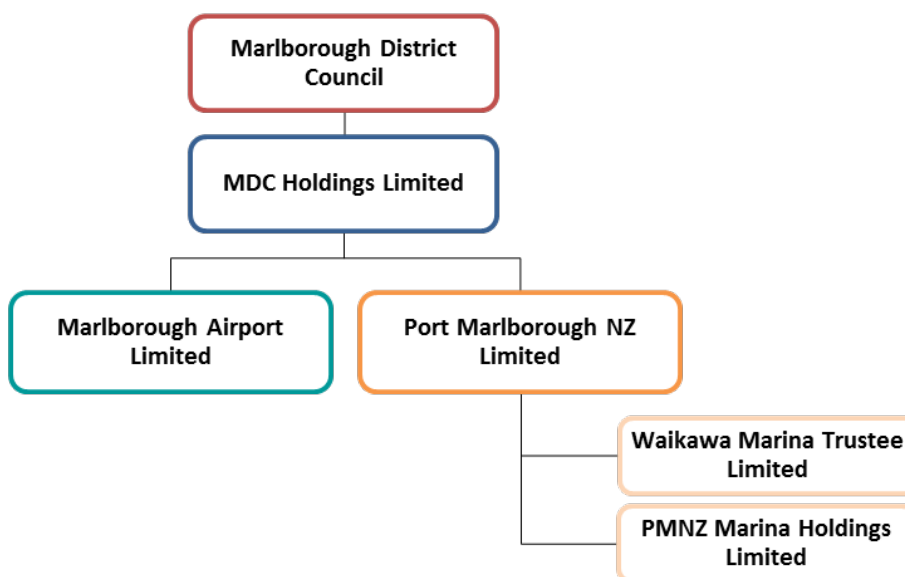 Marlborough District
Council
MDC Holdings Limited
Marlborough Airport
Limited
Port Marlborough NZ
Limited
Waikawa Marina Trustee
Limited
PMNZ Marina Holdings
Limited